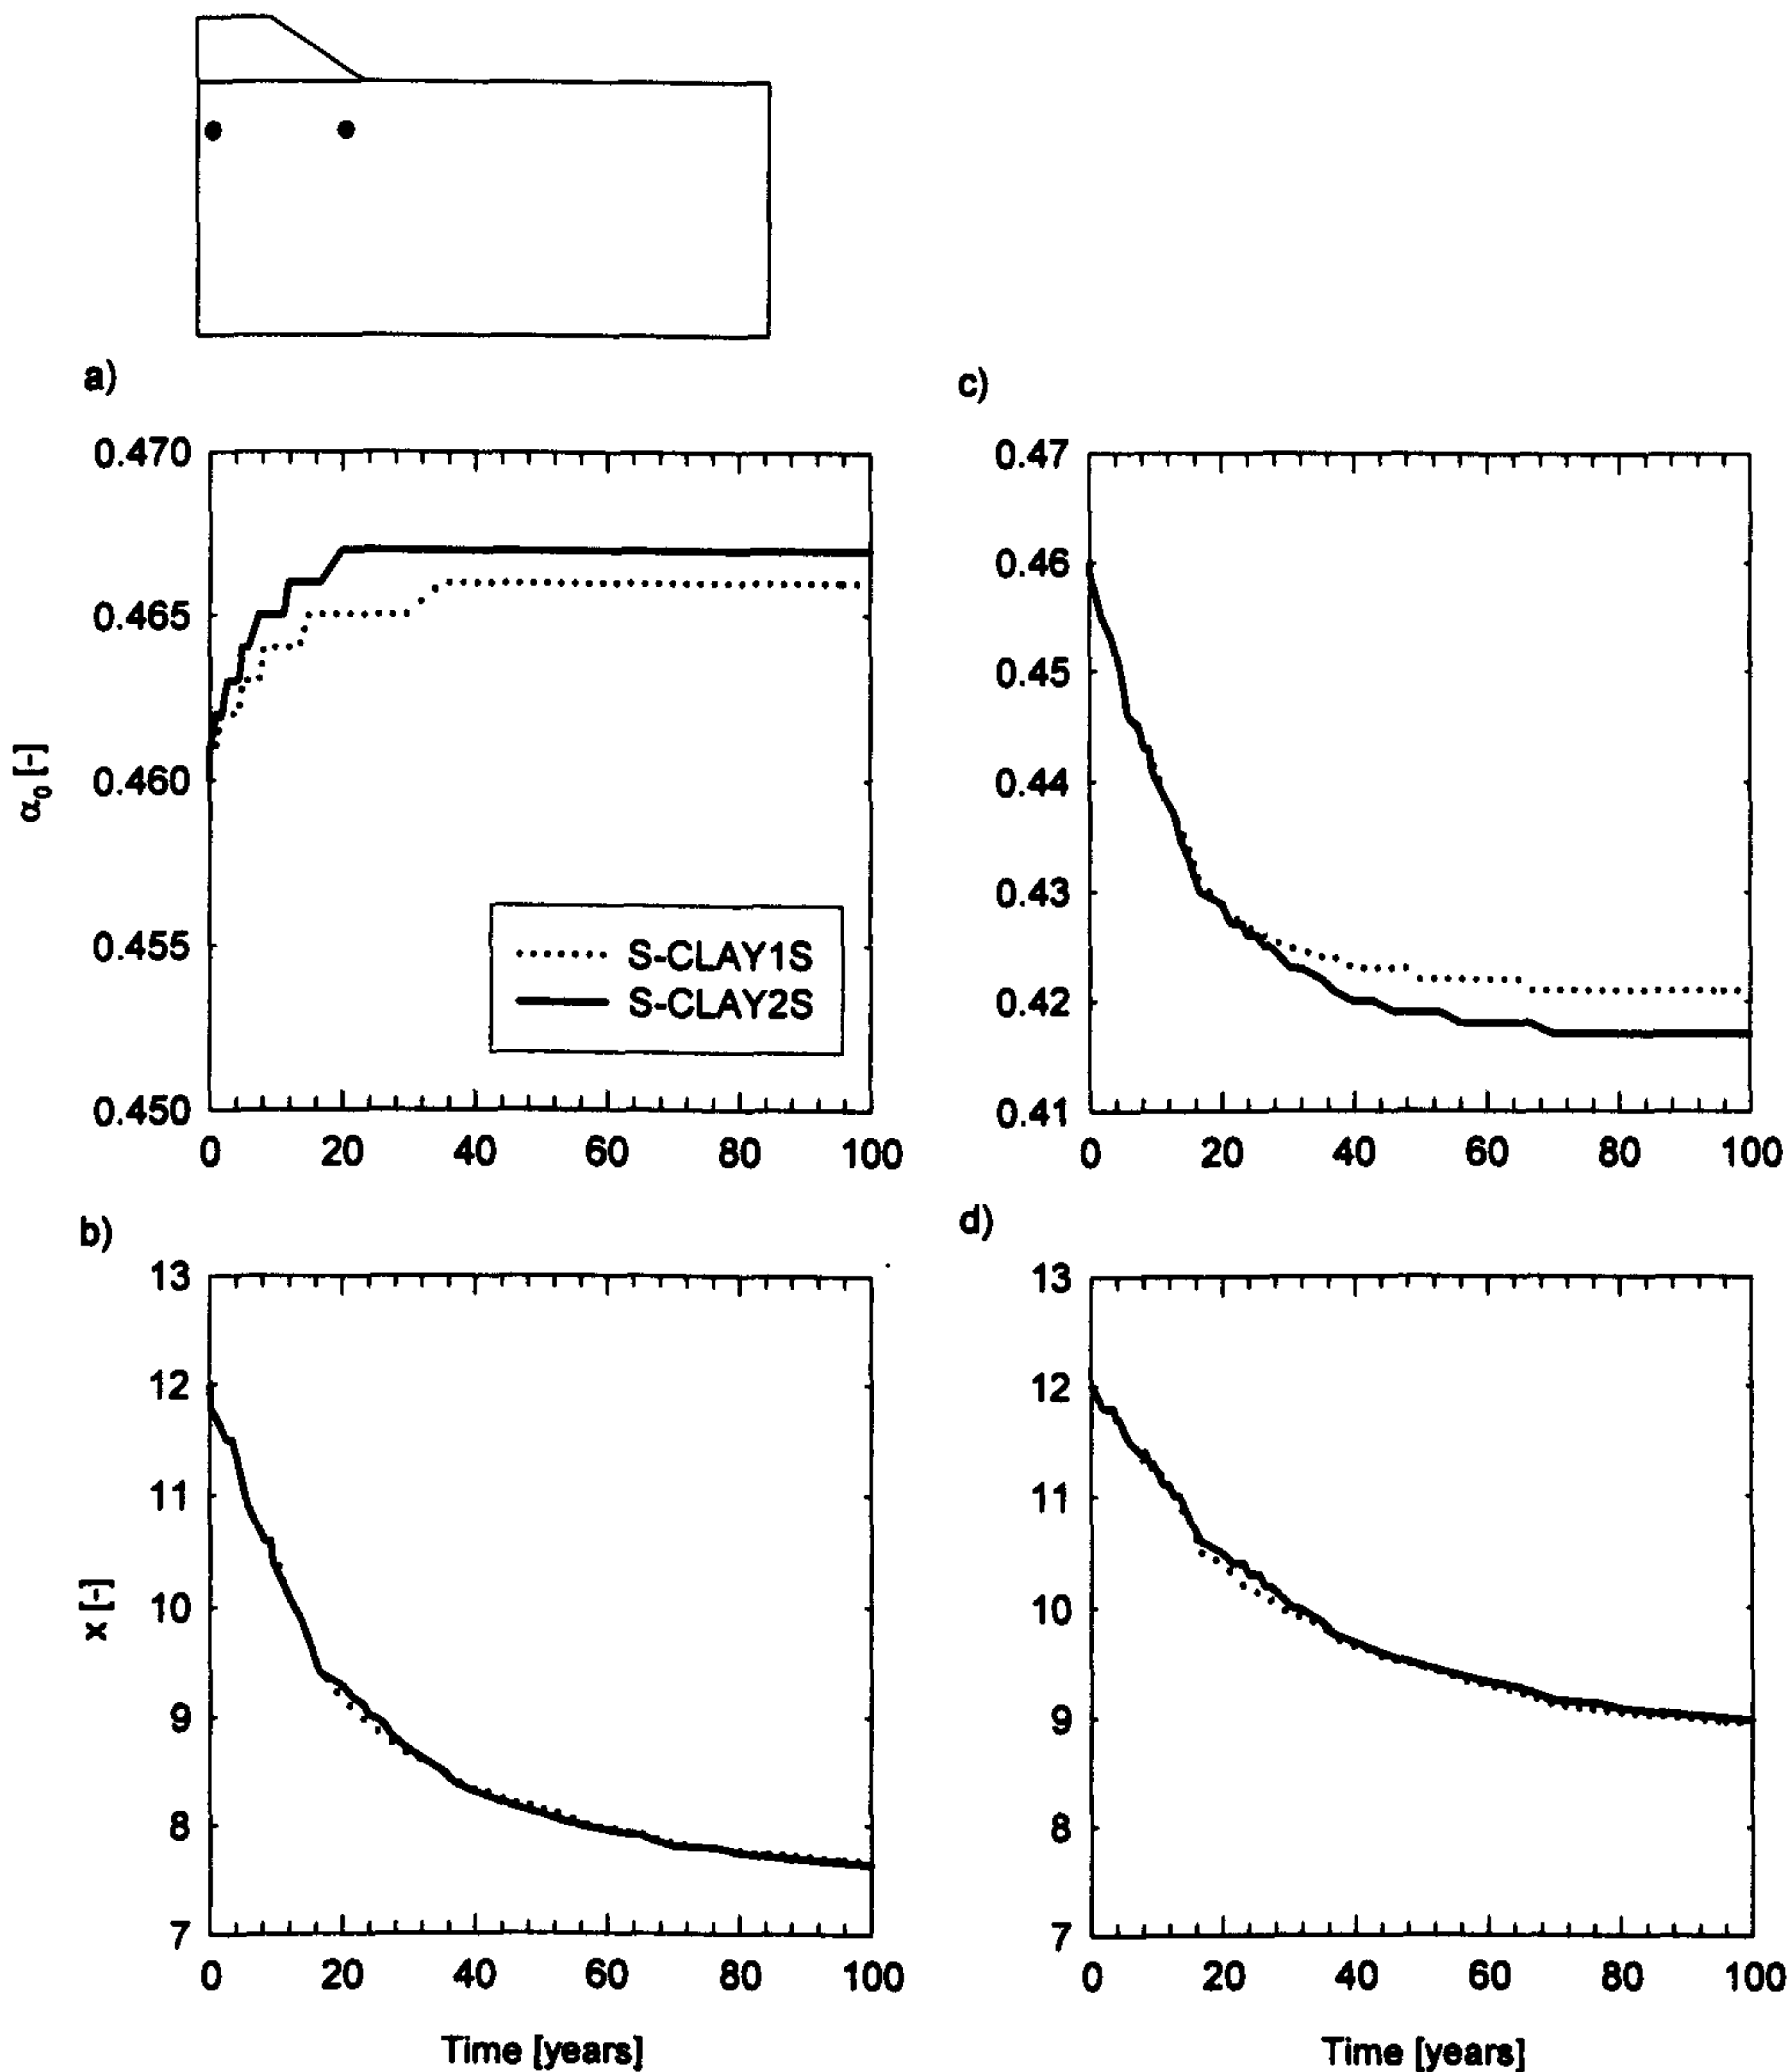 a)
0.470
0.465
0.460
0.455
0.450
α₀ [-]
S-CLAY1S
S-CLAY2S
0 20 40 60 80 100
c)
0.47
0.46
0.45
0.44
0.43
0.42
0.41
0 20 40 60 80 100
b)
13
12
11
10
9
8
7
x [-]
0 20 40 60 80 100
Time [years]
d)
13
12
11
10
9
8
7
0 20 40 60 80 100
Time [years]